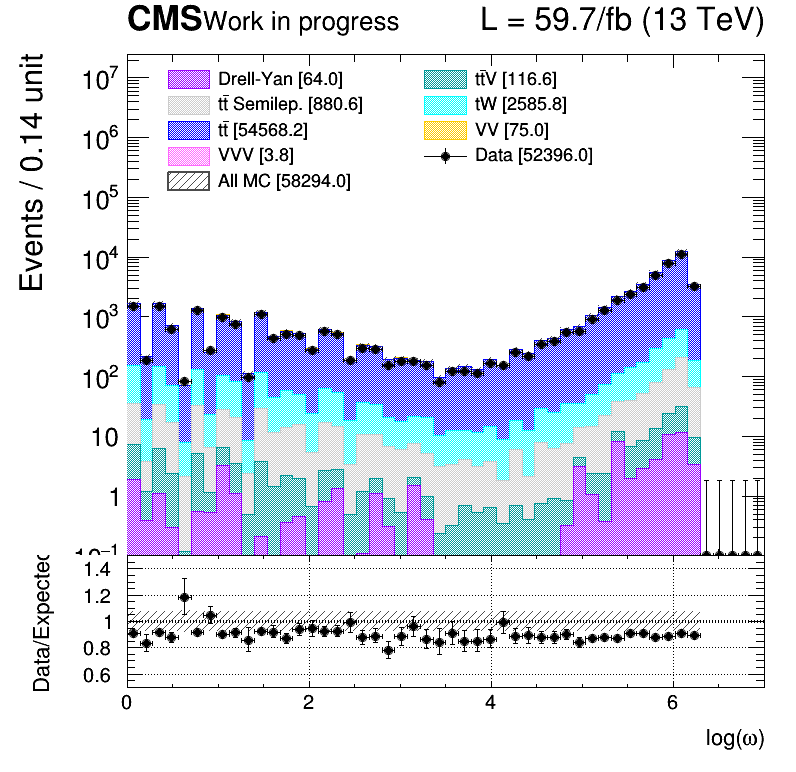 CMS Work in progress L = 59.7/fb (13 TeV)
Events / 0.14 unit
10⁷
10⁶
10⁵
10⁴
10³
10²
10
1
10⁻¹
Drell-Yan [64.0]
tt̄ Semilep. [880.6]
tt̄ [54568.2]
VVV [3.8]
All MC [58294.0]
tt̄V [116.6]
tW [2585.8]
VV [75.0]
Data [52396.0]
Data/Expected
1.4
1.2
1
0.8
0.6
0 2 4 6
log(ω)